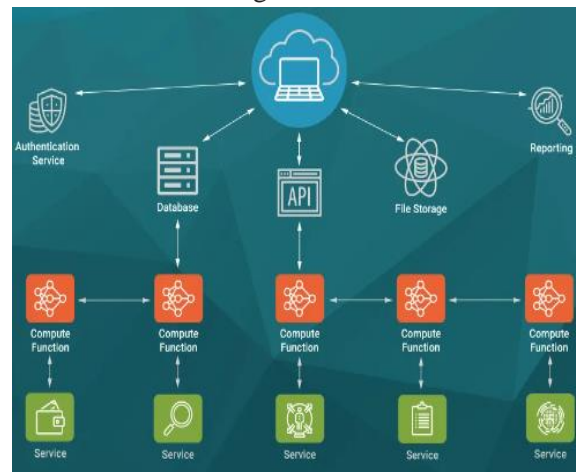 Authentication
Service
Reporting
Database
API
File Storage
Compute
Function
Compute
Function
Compute
Function
Compute
Function
Compute
Function
Service
Service
Service
Service
Service